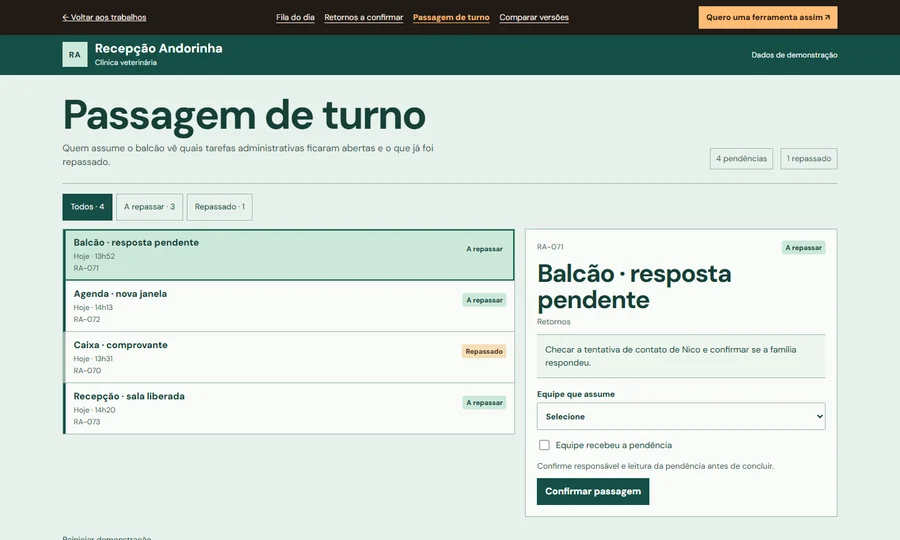 ← Voltar aos trabalhos
Fila do dia
Retornos a confirmar
Passagem de turno
Comparar versões
Quero uma ferramenta assim ↗
RA
Recepção Andorinha
Clínica veterinária
Dados de demonstração
Passagem de turno
Quem assume o balcão vê quais tarefas administrativas ficaram abertas e o que já foi
repassado.
4 pendências
1 repassado
Todos · 4
A repassar · 3
Repassado · 1
Balcão · resposta pendente
Hoje · 13h52
RA-071
A repassar
Agenda · nova janela
Hoje · 14h13
RA-072
A repassar
Caixa · comprovante
Hoje · 13h31
RA-070
Repassado
Recepção · sala liberada
Hoje · 14h20
RA-073
A repassar
RA-071
A repassar
Balcão · resposta
pendente
Retornos
Checar a tentativa de contato de Nico e confirmar se a família
respondeu.
Equipe que assume
Selecione
Equipe recebeu a pendência
Confirme responsável e leitura da pendência antes de concluir.
Confirmar passagem
Reiniciar demonstração